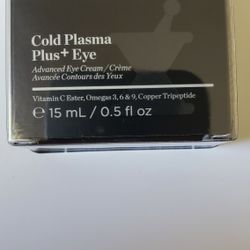 Cold Plasma
Plus+ Eye
Advanced Eye Cream / Crème
Avancée Contours des Yeux
Vitamin C Ester, Omegas 3, 6 & 9, Copper Tripeptide
℮ 15 mL / 0.5 fl oz